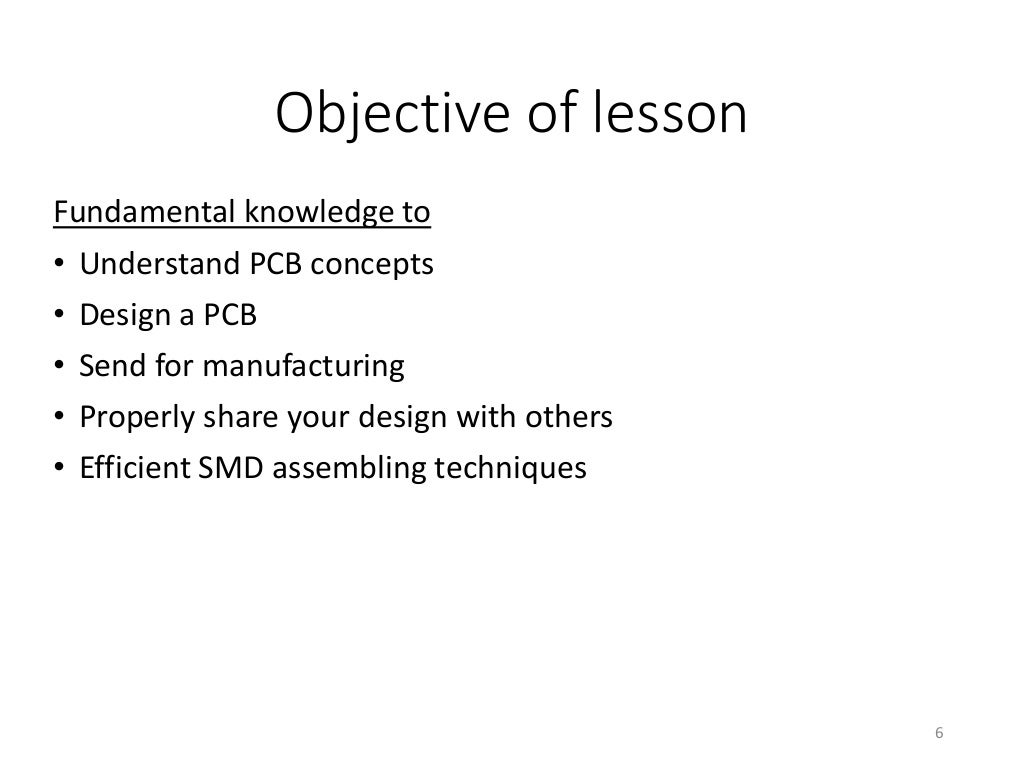 Objective of lesson
Fundamental knowledge to
• Understand PCB concepts
• Design a PCB
• Send for manufacturing
• Properly share your design with others
• Efficient SMD assembling techniques
6